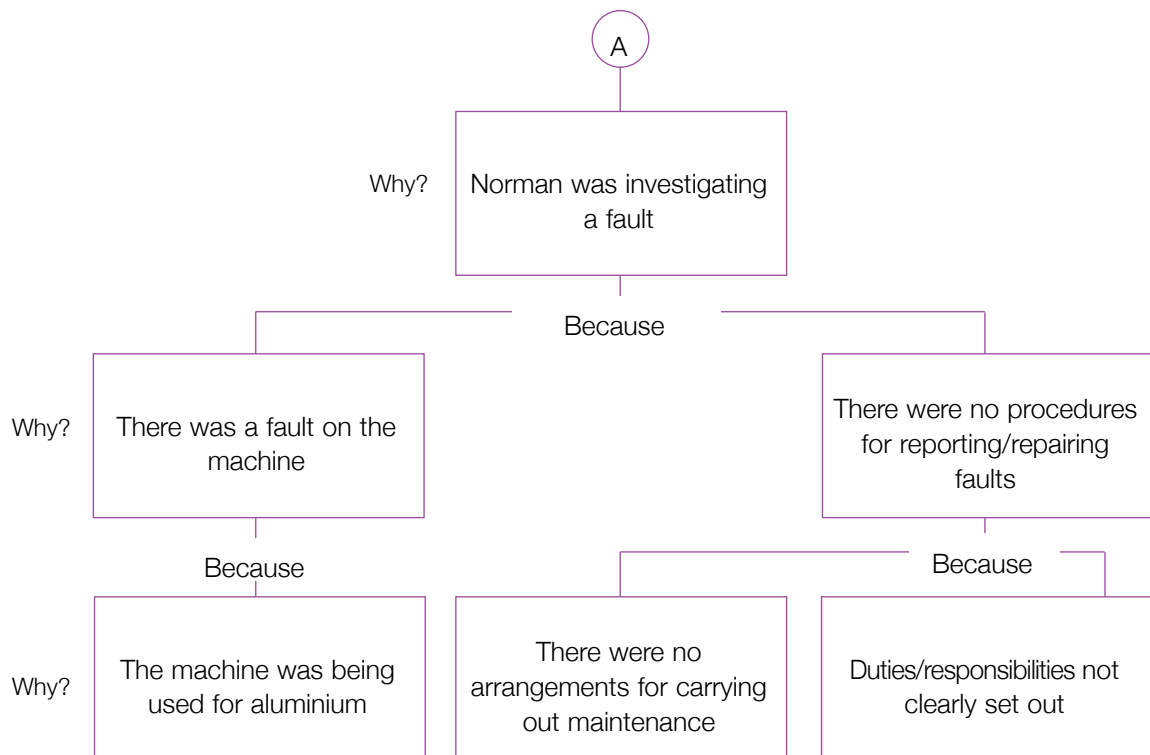 A
Why?
Norman was investigating
a fault
Because
Why?
There was a fault on the
machine
There were no procedures
for reporting/repairing
faults
Because
Because
Why?
The machine was being
used for aluminium
There were no
arrangements for carrying
out maintenance
Duties/responsibilities not
clearly set out